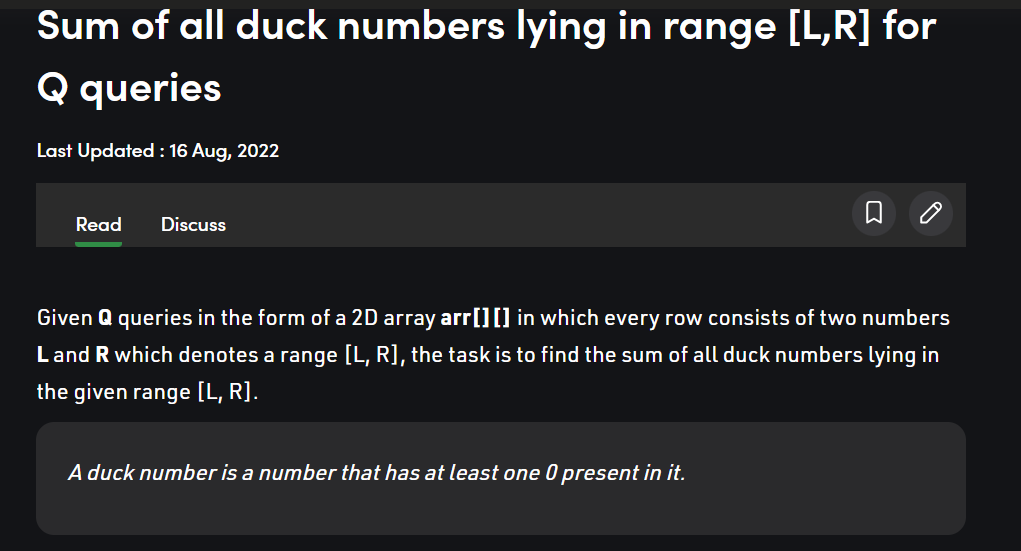 Sum of all duck numbers lying in range [L,R] for
Q queries
Last Updated : 16 Aug, 2022
Read Discuss
Given Q queries in the form of a 2D array arr[][] in which every row consists of two numbers
L and R which denotes a range [L, R], the task is to find the sum of all duck numbers lying in
the given range [L, R].
A duck number is a number that has at least one 0 present in it.